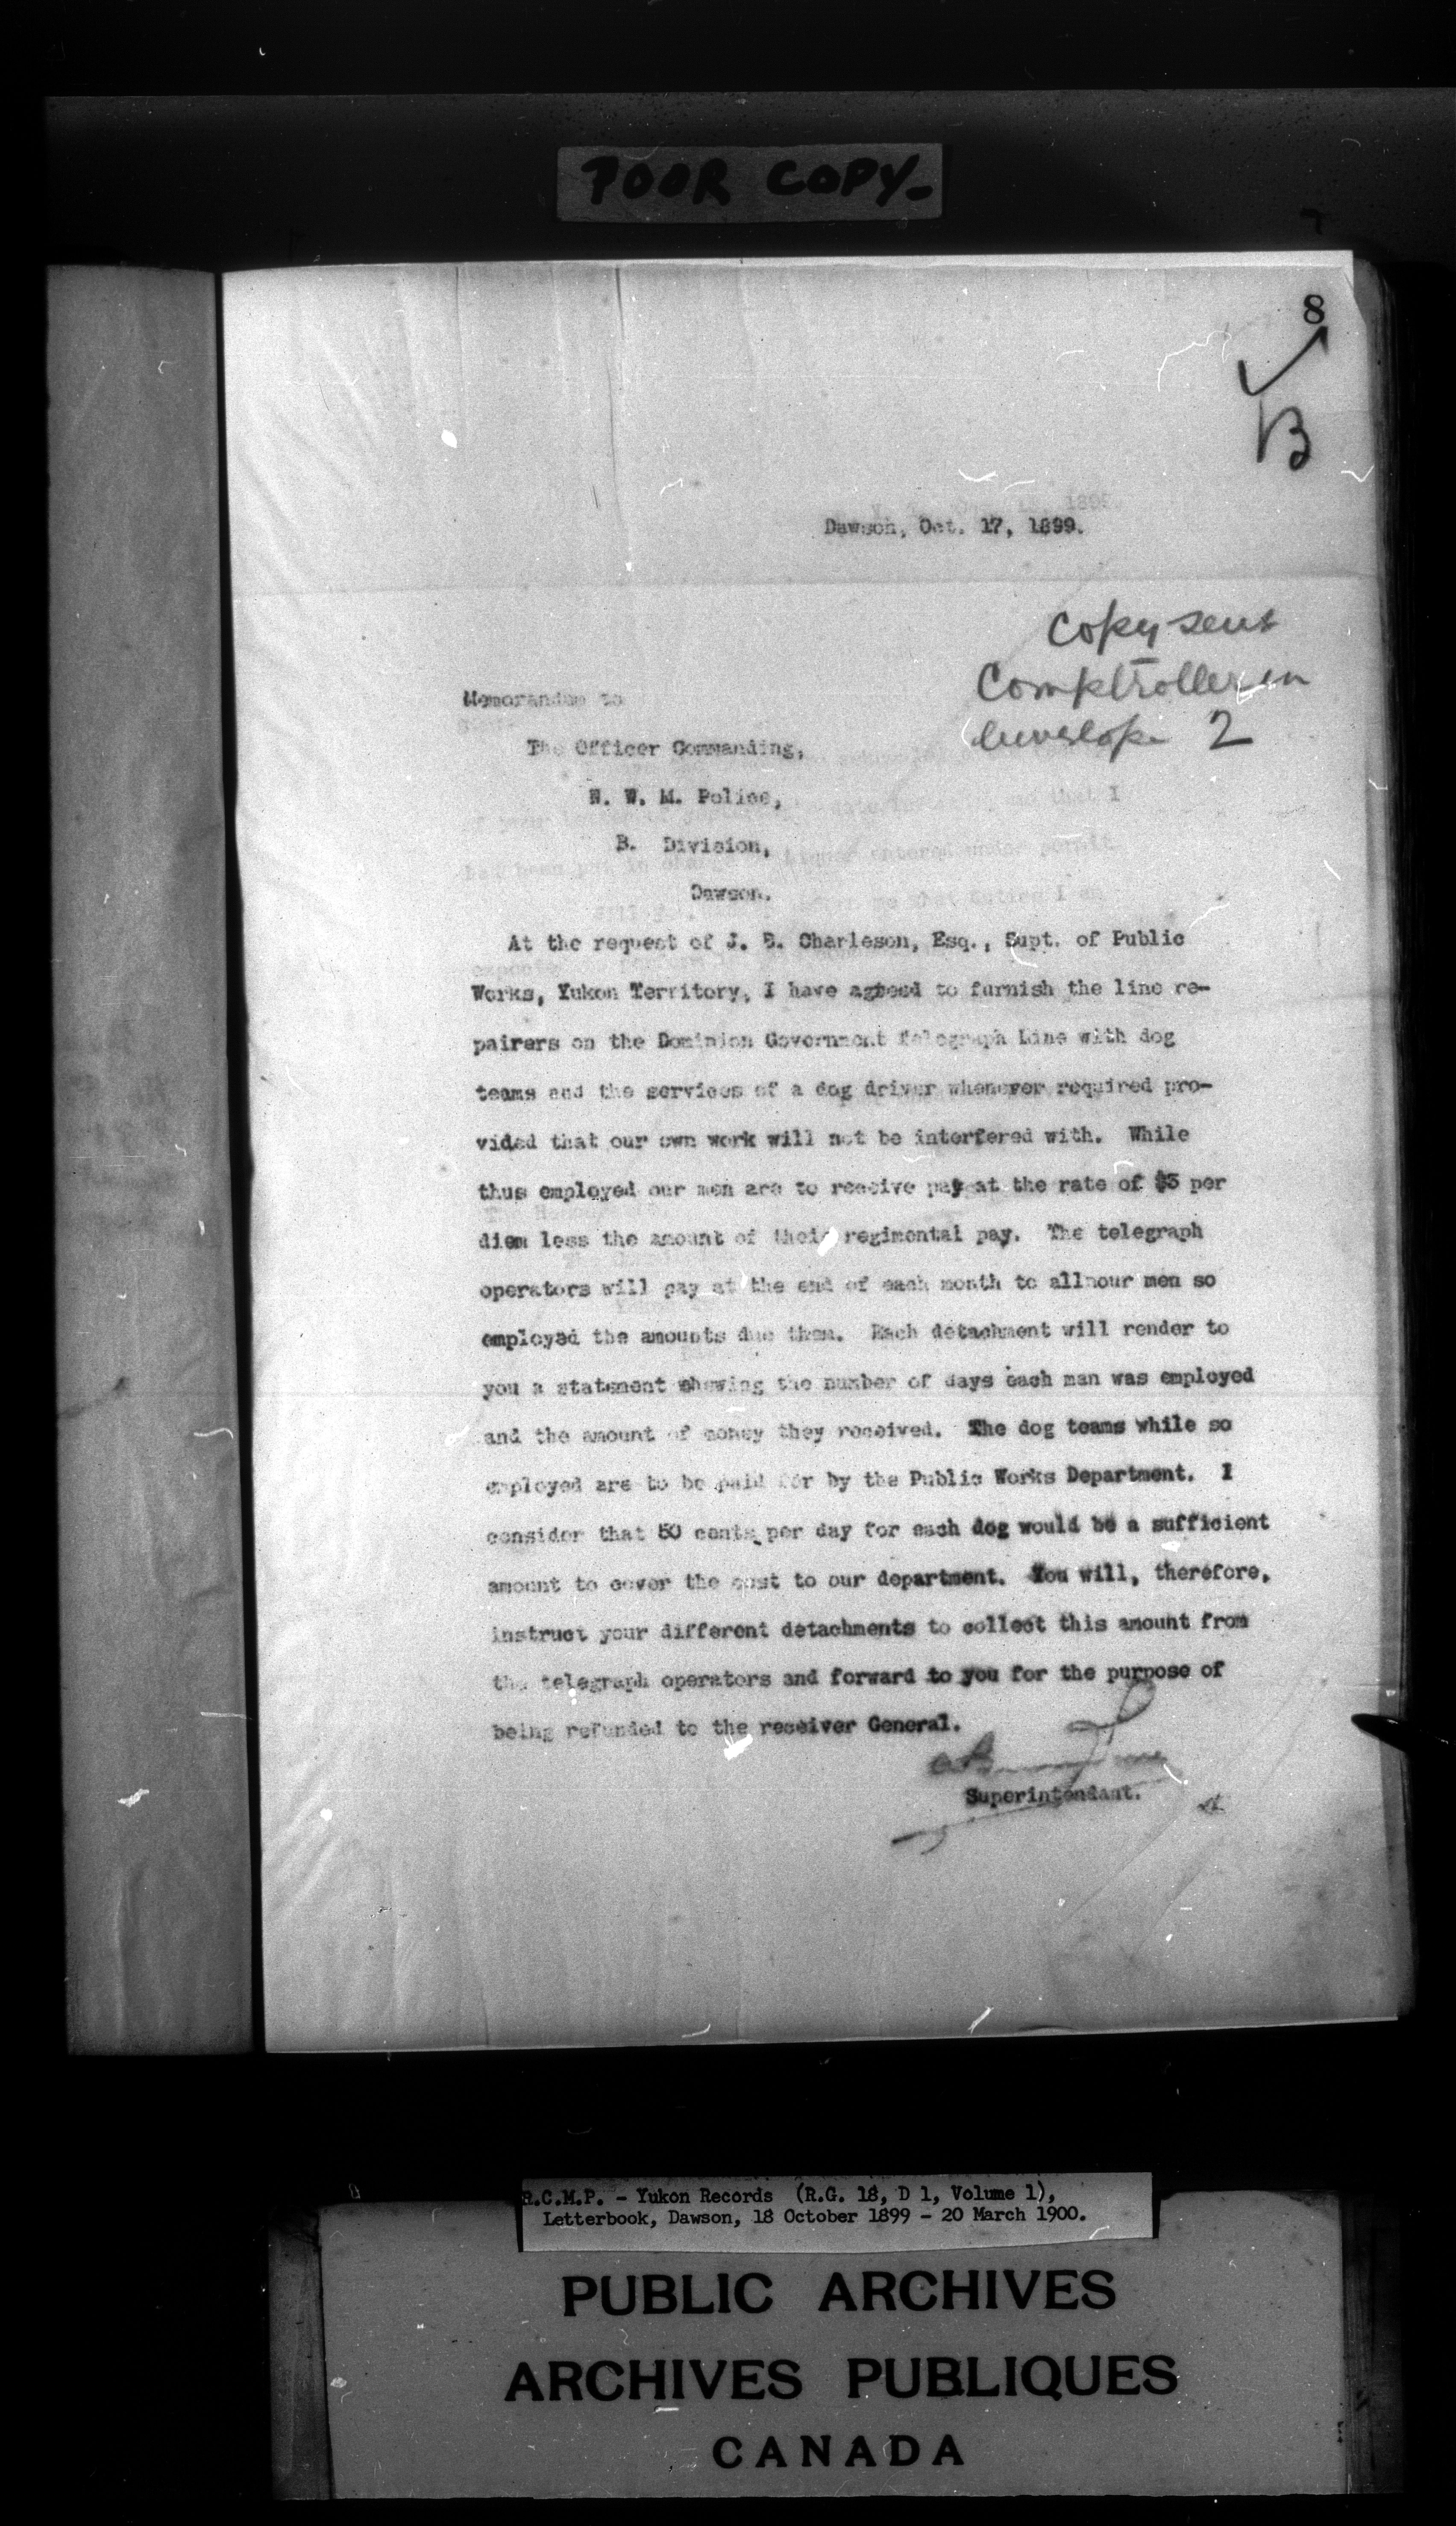 POOR COPY-
8
B
Dawson, Oct. 17, 1899.
Copy sent
Comptroller in
Envelope 2
Memorandum to
The Officer Commanding,
N. W. M. Police,
B. Division,
Dawson.
At the request of J. B. Charleson, Esq., Supt. of Public
Works, Yukon Territory, I have agreed to furnish the line re-
pairers on the Dominion Government Telegraph Line with dog
teams and the services of a dog driver whenever required pro-
vided that our own work will not be interfered with. While
thus employed our men are to receive pay at the rate of $3 per
diem less the amount of their regimental pay. The telegraph
operators will pay at the end of each month to allnour men so
employed the amounts due them. Each detachment will render to
you a statement shewing the number of days each man was employed
and the amount of money they received. The dog teams while so
employed are to be paid for by the Public Works Department. I
consider that 50 cents per day for each dog would be a sufficient
amount to cover the cost to our department. You will, therefore,
instruct your different detachments to collect this amount from
the telegraph operators and forward to you for the purpose of
being refunded to the receiver General.
Superintendant.
R.C.M.P. - Yukon Records (R.G. 18, D 1, Volume 1),
Letterbook, Dawson, 18 October 1899 - 20 March 1900.
PUBLIC ARCHIVES
ARCHIVES PUBLIQUES
CANADA